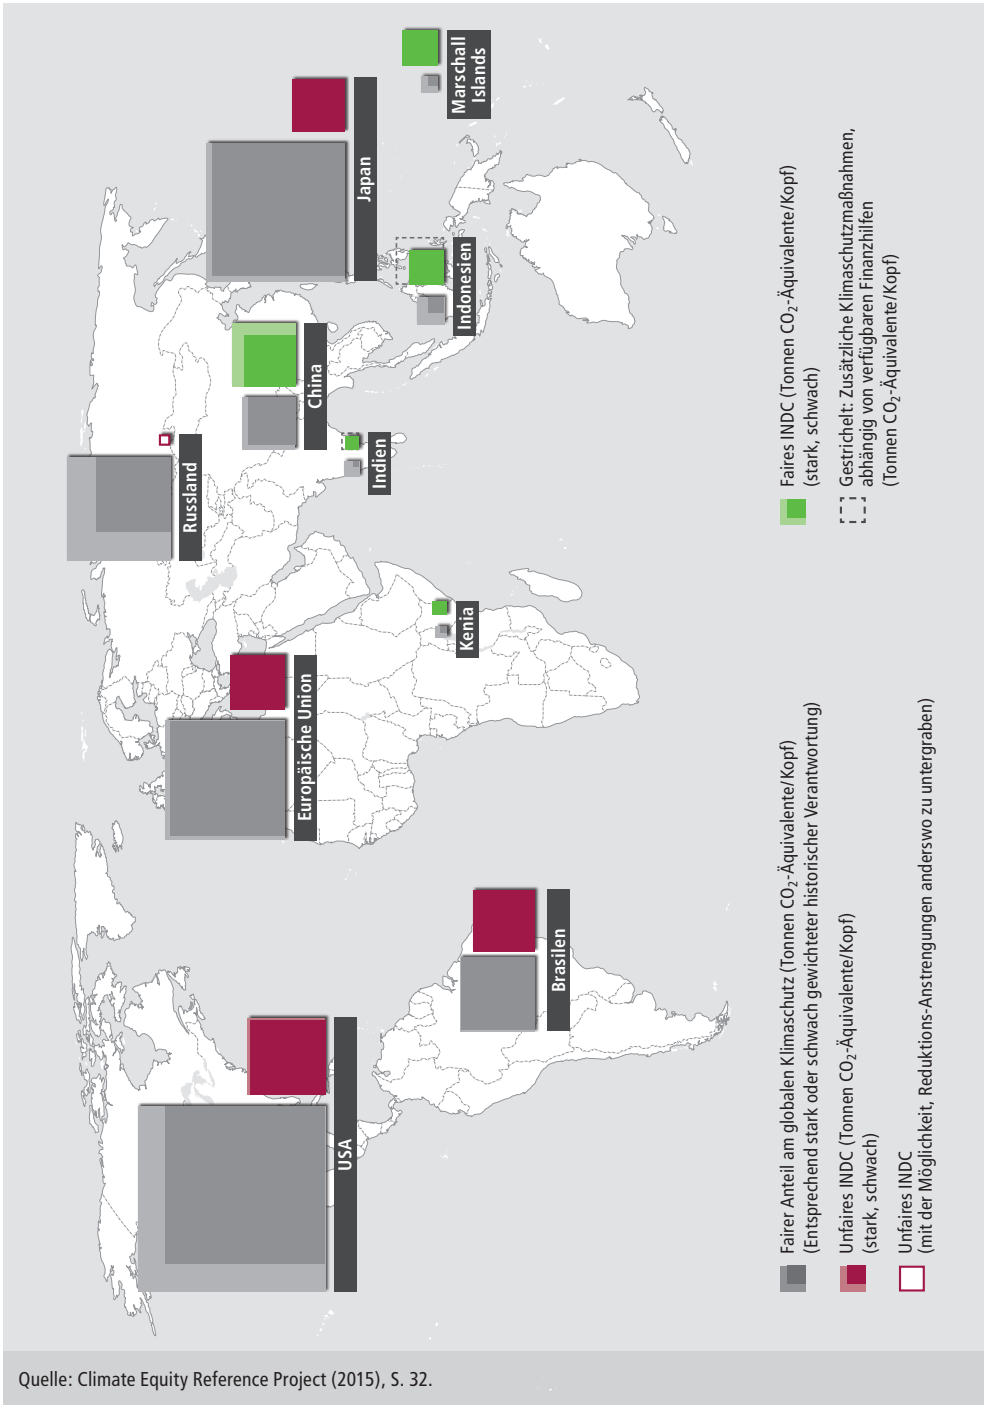 USA
Brasilen
Europäische Union
Kenia
Russland
Indien
China
Indonesien
Japan
Marschall
Islands
Fairer Anteil am globalen Klimaschutz (Tonnen CO₂-Äquivalente/Kopf)
(Entsprechend stark oder schwach gewichteter historischer Verantwortung)
Unfaires INDC (Tonnen CO₂-Äquivalente/Kopf)
(stark, schwach)
Unfaires INDC
(mit der Möglichkeit, Reduktions-Anstrengungen anderswo zu untergraben)
Faires INDC (Tonnen CO₂-Äquivalente/Kopf)
(stark, schwach)
Gestrichelt: Zusätzliche Klimaschutzmaßnahmen,
abhängig von verfügbaren Finanzhilfen
(Tonnen CO₂-Äquivalente/Kopf)
Quelle: Climate Equity Reference Project (2015), S. 32.